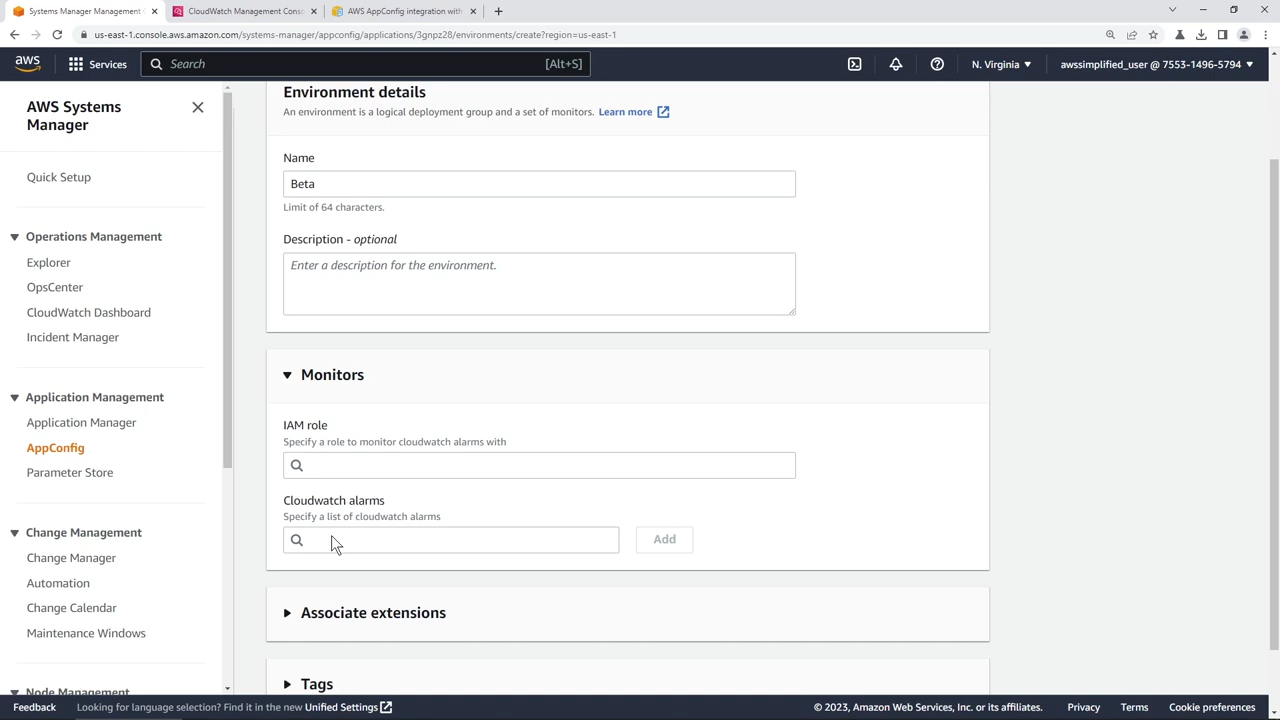 Systems Manager Management C
CloudWatch Management Conso
AWS AppConfig integration with
us-east-1.console.aws.amazon.com/systems-manager/appconfig/applications/3gnpz28/environments/create?region=us-east-1
aws
Services
Search
[Alt+S]
N. Virginia
awssimplified_user @ 7553-1496-5794
AWS Systems
Manager
Quick Setup
Operations Management
Explorer
OpsCenter
CloudWatch Dashboard
Incident Manager
Application Management
Application Manager
AppConfig
Parameter Store
Change Management
Change Manager
Automation
Change Calendar
Maintenance Windows
Node Management
Environment details
An environment is a logical deployment group and a set of monitors. Learn more
Name
Beta
Limit of 64 characters.
Description - optional
Enter a description for the environment.
Monitors
IAM role
Specify a role to monitor cloudwatch alarms with
Cloudwatch alarms
Specify a list of cloudwatch alarms
Add
Associate extensions
Tags
Feedback
Looking for language selection? Find it in the new Unified Settings
© 2023, Amazon Web Services, Inc. or its affiliates.
Privacy
Terms
Cookie preferences